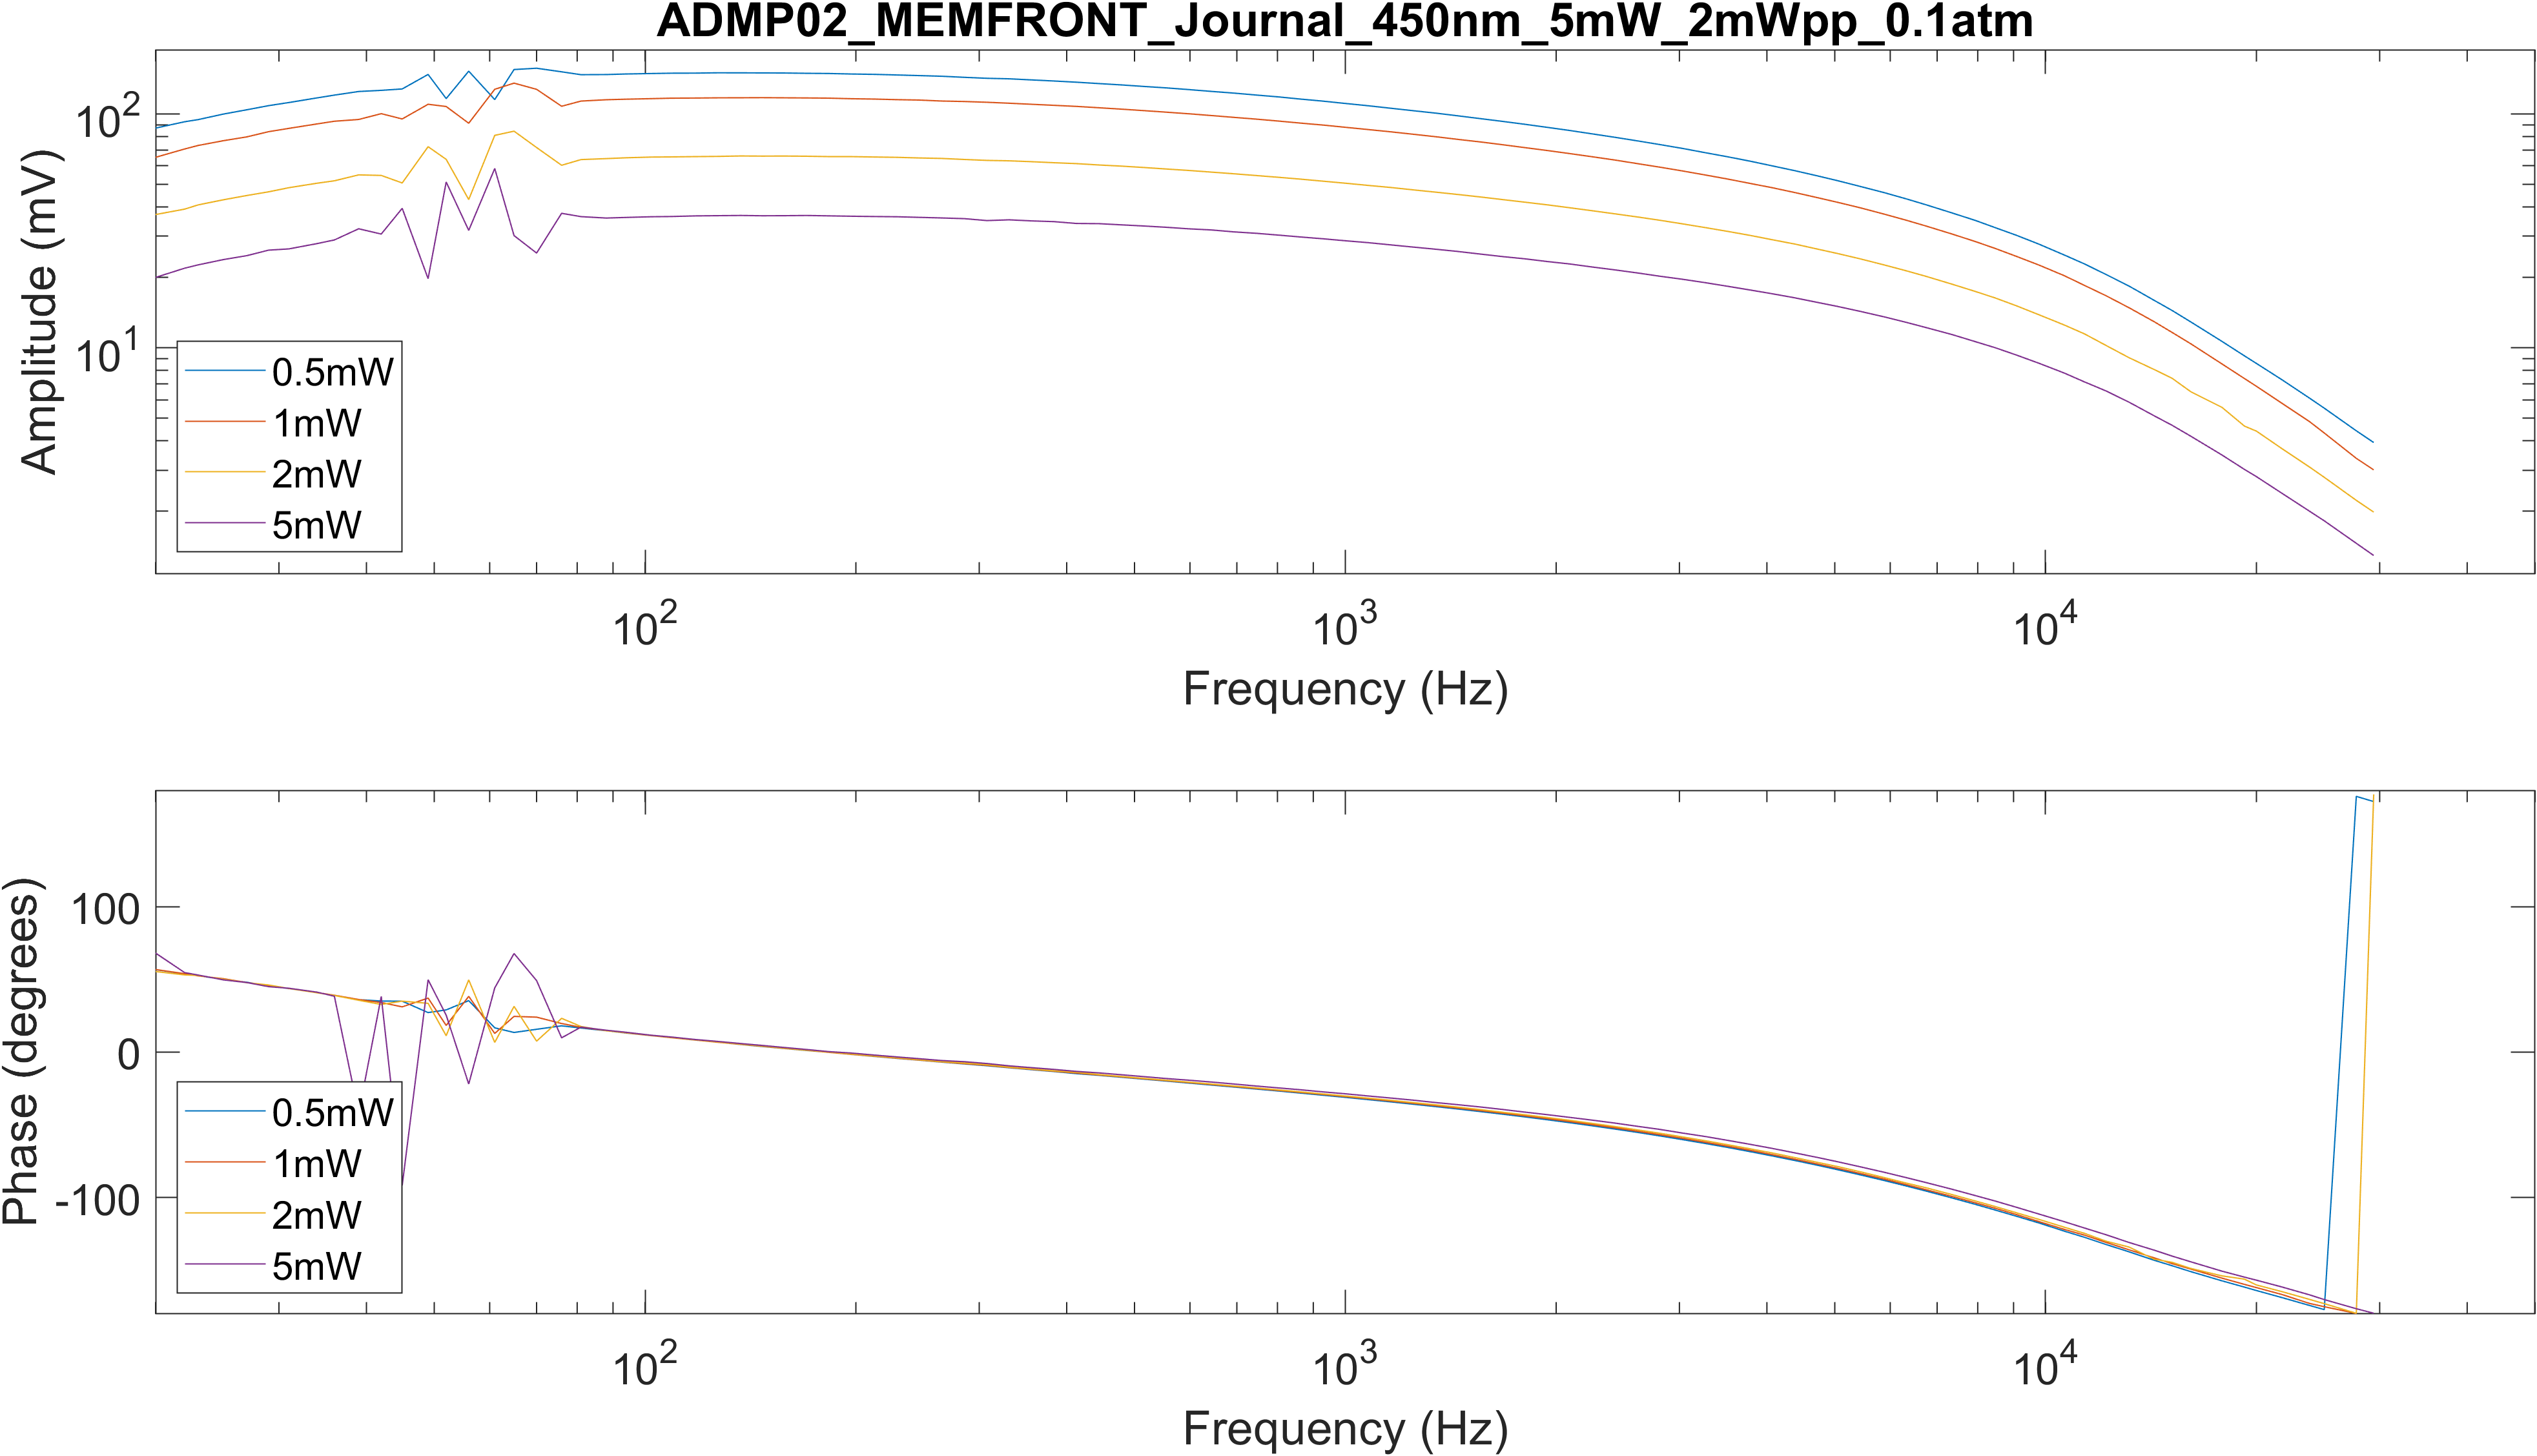 ADMP02_MEMFRONT_Journal_450nm_5mW_2mWpp_0.1atm
Amplitude (mV)
10^2
10^1
0.5mW
1mW
2mW
5mW
10^2
10^3
10^4
Frequency (Hz)
Phase (degrees)
100
0
-100
0.5mW
1mW
2mW
5mW
10^2
10^3
10^4
Frequency (Hz)